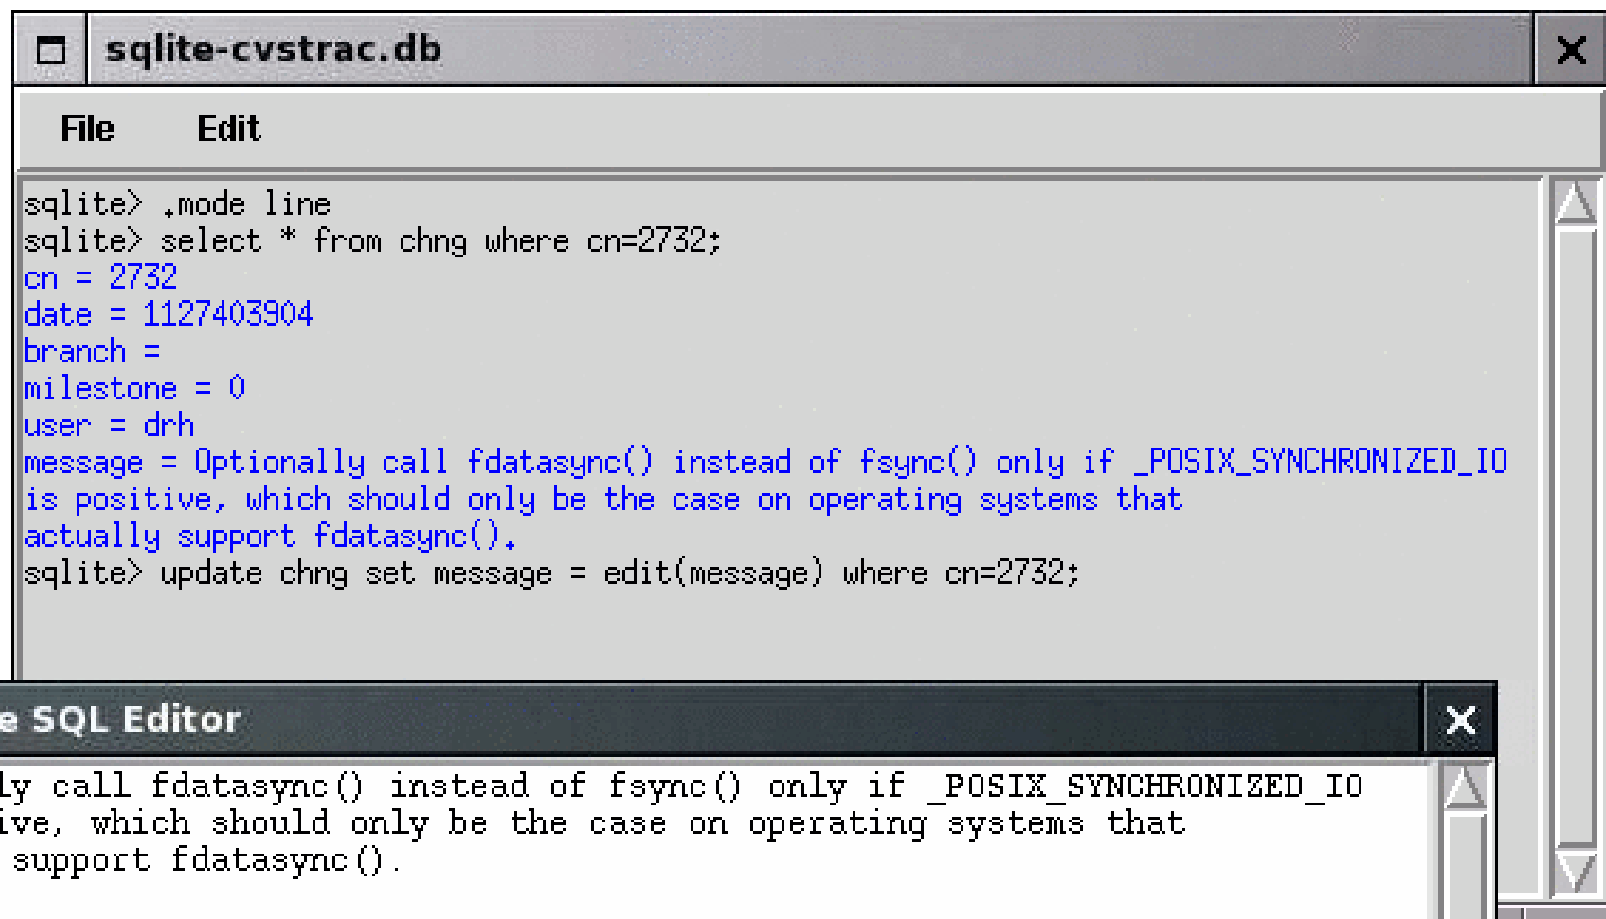 sqlite-cvstrac.db
File Edit
sqlite> .mode line
sqlite> select * from chng where cn=2732;
cn = 2732
date = 1127403904
branch =
milestone = 0
user = drh
message = Optionally call fdatasync() instead of fsync() only if _POSIX_SYNCHRONIZED_IO
is positive, which should only be the case on operating systems that
actually support fdatasync().
sqlite> update chng set message = edit(message) where cn=2732;
e SQL Editor
ly call fdatasync() instead of fsync() only if _POSIX_SYNCHRONIZED_IO
ive, which should only be the case on operating systems that
support fdatasync().